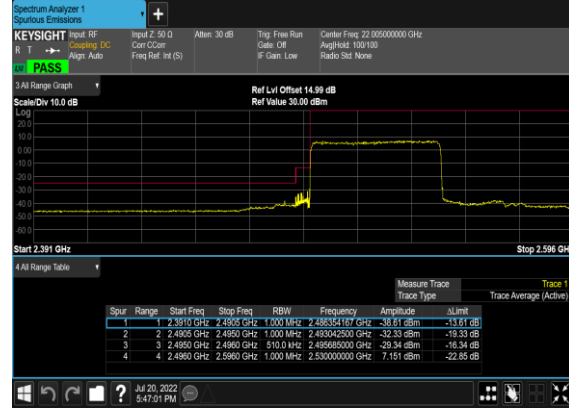 Spectrum Analyzer 1
Spurious Emissions
+
KEYSIGHT Input: RF Input Z: 50 Ω Atten: 30 dB Trig: Free Run Center Freq: 22.005000000 GHz
R T Coupling: DC Corr CCorr Gate: Off Avg|Hold: 100/100
Align: Auto Freq Ref: Int (S) IF Gain: Low Radio Std: None
PASS
3 All Range Graph
Ref Lvl Offset 14.99 dB
Scale/Div 10.0 dB Ref Value 30.00 dBm
Log
20.0
10.0
0.00
-10.0
-20.0
-30.0
-40.0
-50.0
-60.0
Start 2.391 GHz Stop 2.596 GH
4 All Range Table
Measure Trace Trace 1
Trace Type Trace Average (Active)
Spur Range Start Freq Stop Freq RBW Frequency Amplitude ΔLimit
1 1 2.3910 GHz 2.4905 GHz 1.000 MHz 2.486354167 GHz -38.61 dBm -13.61 dB
2 2 2.4905 GHz 2.4950 GHz 1.000 MHz 2.493042500 GHz -32.33 dBm -19.33 dB
3 3 2.4950 GHz 2.4960 GHz 510.0 kHz 2.495685000 GHz -29.34 dBm -16.34 dB
4 4 2.4960 GHz 2.5960 GHz 1.000 MHz 2.530000000 GHz 7.151 dBm -22.85 dB
?
Jul 20, 2022
5:47:01 PM